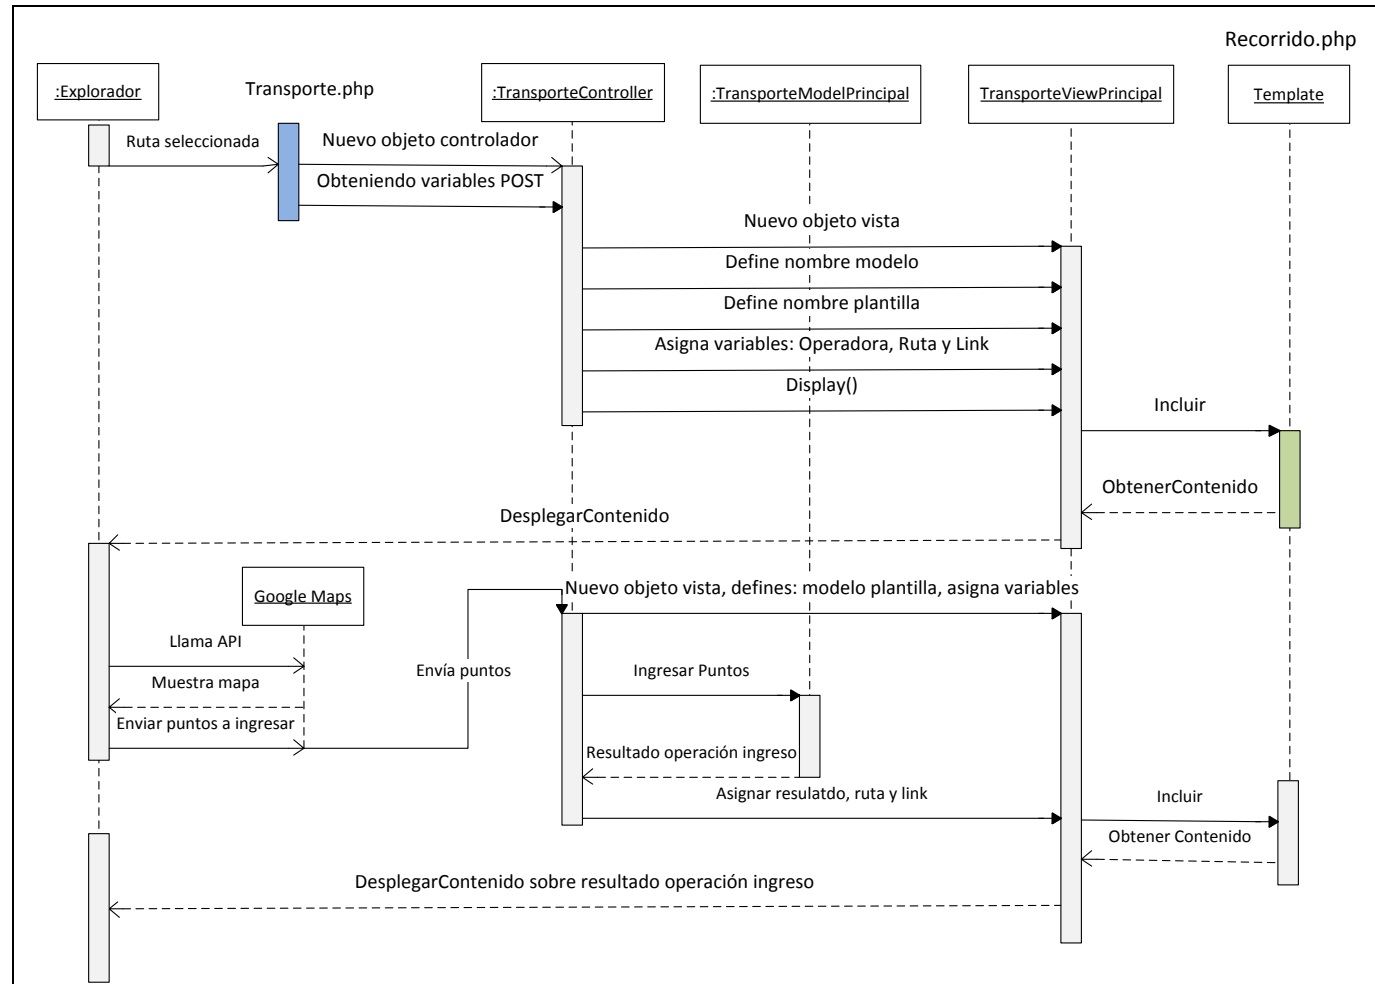 Recorrido.php
:Explorador
Transporte.php
:TransporteController
:TransporteModelPrincipal
TransporteViewPrincipal
Template
Ruta seleccionada
Nuevo objeto controlador
Obteniendo variables POST
Nuevo objeto vista
Define nombre modelo
Define nombre plantilla
Asigna variables: Operadora, Ruta y Link
Display()
Incluir
ObtenerContenido
DesplegarContenido
Google Maps
Nuevo objeto vista, defines: modelo plantilla, asigna variables
Llama API
Envía puntos
Ingresar Puntos
Muestra mapa
Enviar puntos a ingresar
Resultado operación ingreso
Asignar resulatdo, ruta y link
Incluir
Obtener Contenido
DesplegarContenido sobre resultado operación ingreso